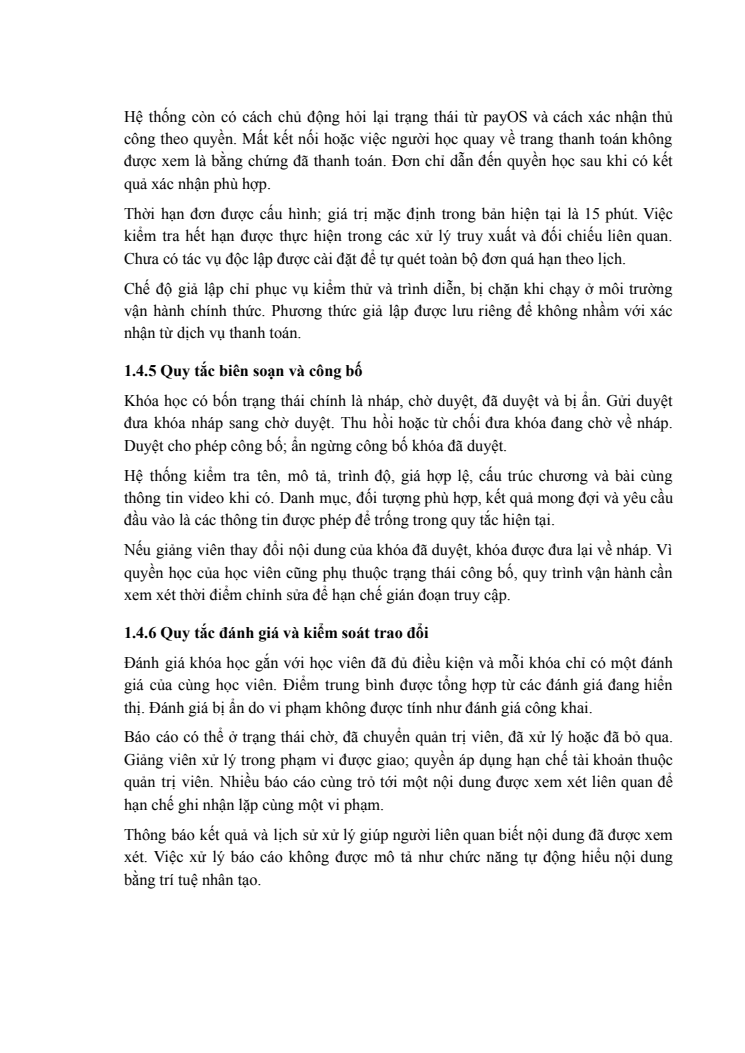 Hệ thống còn có cách chủ động hỏi lại trạng thái từ payOS và cách xác nhận thủ
công theo quyền. Mất kết nối hoặc việc người học quay về trang thanh toán không
được xem là bằng chứng đã thanh toán. Đơn chỉ dẫn đến quyền học sau khi có kết
quả xác nhận phù hợp.
Thời hạn đơn được cấu hình; giá trị mặc định trong bản hiện tại là 15 phút. Việc
kiểm tra hết hạn được thực hiện trong các xử lý truy xuất và đối chiếu liên quan.
Chưa có tác vụ độc lập được cài đặt để tự quét toàn bộ đơn quá hạn theo lịch.
Chế độ giả lập chỉ phục vụ kiểm thử và trình diễn, bị chặn khi chạy ở môi trường
vận hành chính thức. Phương thức giả lập được lưu riêng để không nhầm với xác
nhận từ dịch vụ thanh toán.
1.4.5 Quy tắc biên soạn và công bố
Khóa học có bốn trạng thái chính là nháp, chờ duyệt, đã duyệt và bị ẩn. Gửi duyệt
đưa khóa nháp sang chờ duyệt. Thu hồi hoặc từ chối đưa khóa đang chờ về nháp.
Duyệt cho phép công bố; ẩn ngừng công bố khóa đã duyệt.
Hệ thống kiểm tra tên, mô tả, trình độ, giá hợp lệ, cấu trúc chương và bài cùng
thông tin video khi có. Danh mục, đối tượng phù hợp, kết quả mong đợi và yêu cầu
đầu vào là các thông tin được phép để trống trong quy tắc hiện tại.
Nếu giảng viên thay đổi nội dung của khóa đã duyệt, khóa được đưa lại về nháp. Vì
quyền học của học viên cũng phụ thuộc trạng thái công bố, quy trình vận hành cần
xem xét thời điểm chỉnh sửa để hạn chế gián đoạn truy cập.
1.4.6 Quy tắc đánh giá và kiểm soát trao đổi
Đánh giá khóa học gắn với học viên đã đủ điều kiện và mỗi khóa chỉ có một đánh
giá của cùng học viên. Điểm trung bình được tổng hợp từ các đánh giá đang hiển
thị. Đánh giá bị ẩn do vi phạm không được tính như đánh giá công khai.
Báo cáo có thể ở trạng thái chờ, đã chuyển quản trị viên, đã xử lý hoặc đã bỏ qua.
Giảng viên xử lý trong phạm vi được giao; quyền áp dụng hạn chế tài khoản thuộc
quản trị viên. Nhiều báo cáo cùng trỏ tới một nội dung được xem xét liên quan để
hạn chế ghi nhận lặp cùng một vi phạm.
Thông báo kết quả và lịch sử xử lý giúp người liên quan biết nội dung đã được xem
xét. Việc xử lý báo cáo không được mô tả như chức năng tự động hiểu nội dung
bằng trí tuệ nhân tạo.